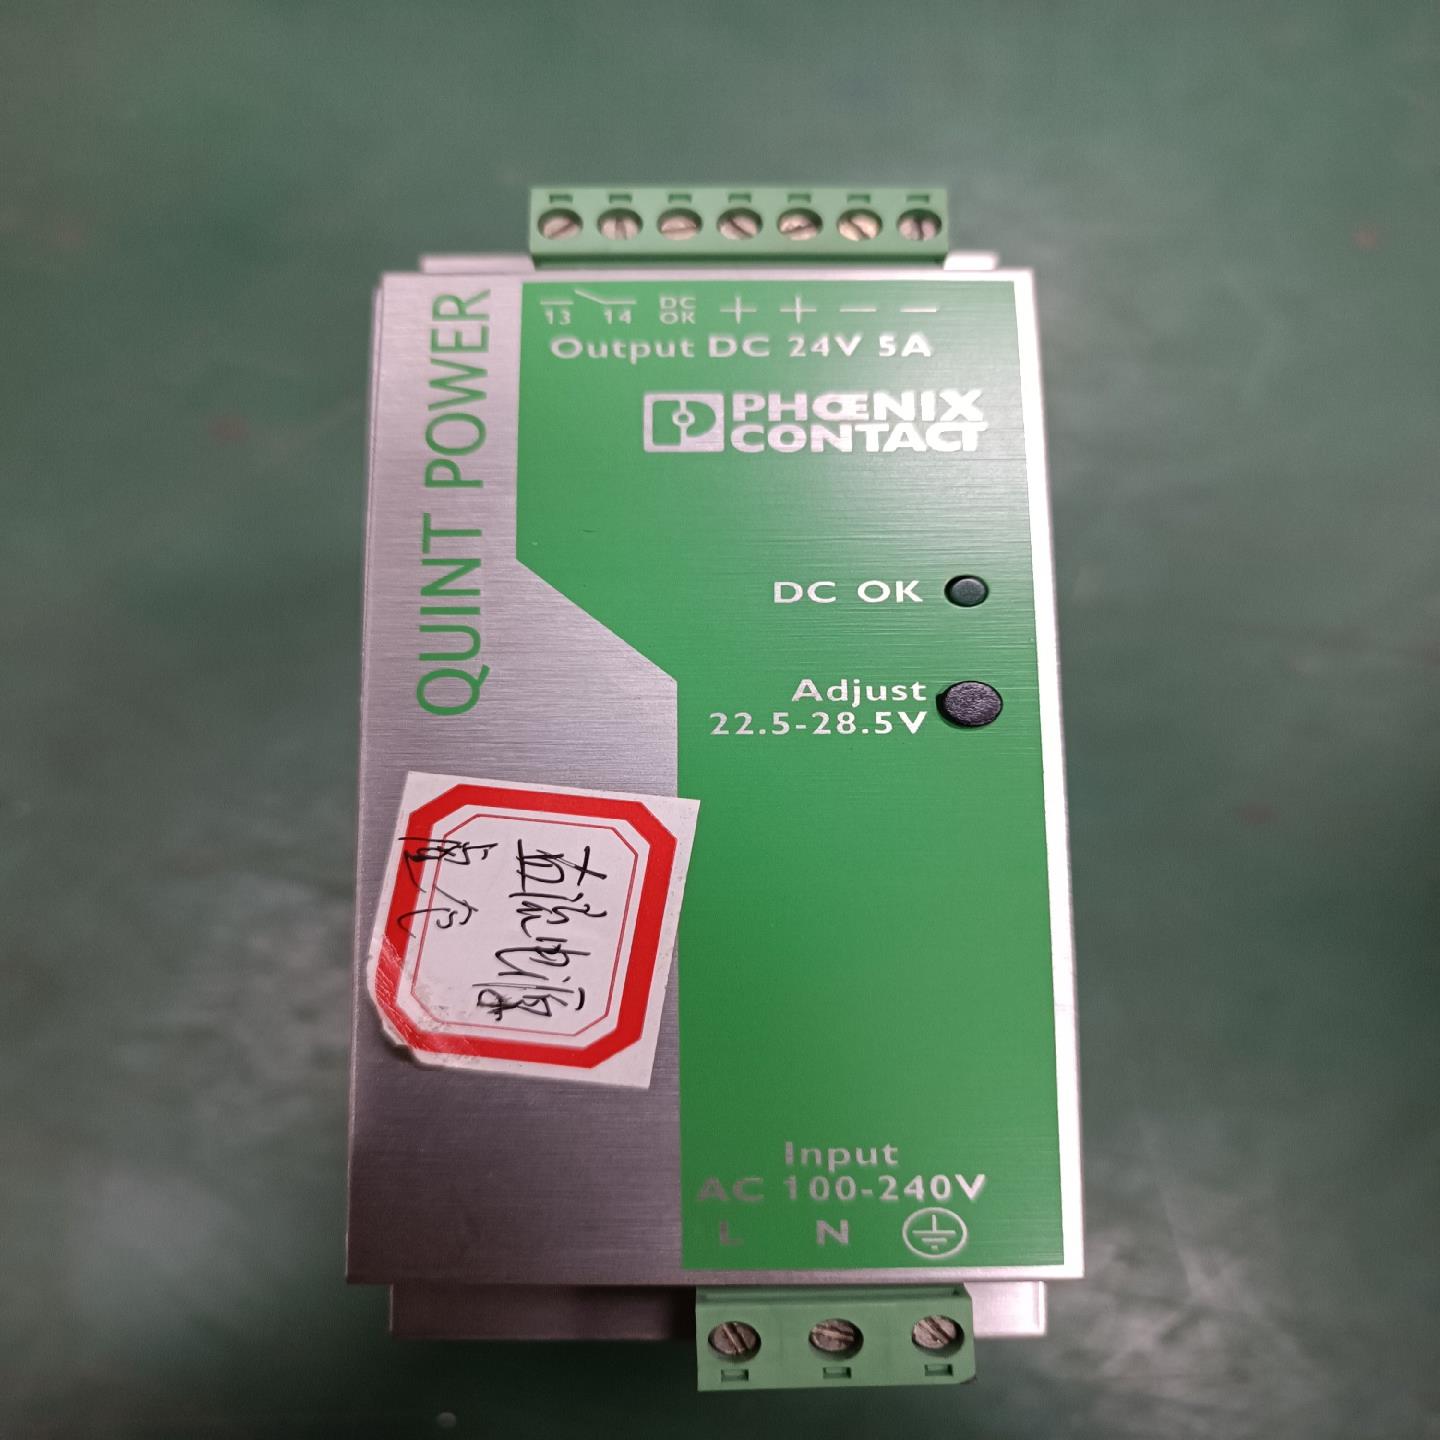 13 14 DC OK + + − −
Output DC 24V 5A
PHŒNIX
CONTACT
QUINT POWER
DC OK
Adjust
22.5-28.5V
Input
AC 100-240V
L N